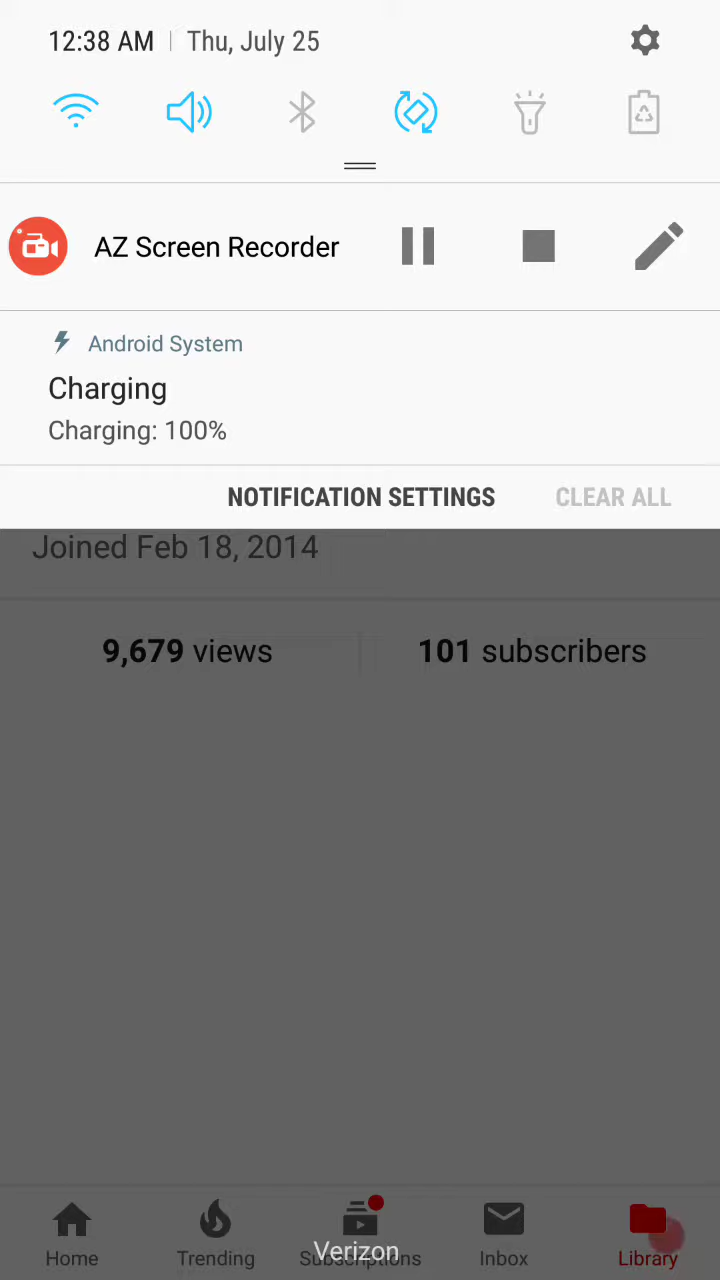 12:38 AM | Thu, July 25
AZ Screen Recorder
Android System
Charging
Charging: 100%
NOTIFICATION SETTINGS CLEAR ALL
Joined Feb 18, 2014
9,679 views 101 subscribers
Home Trending Subscriptions Inbox Library
Verizon